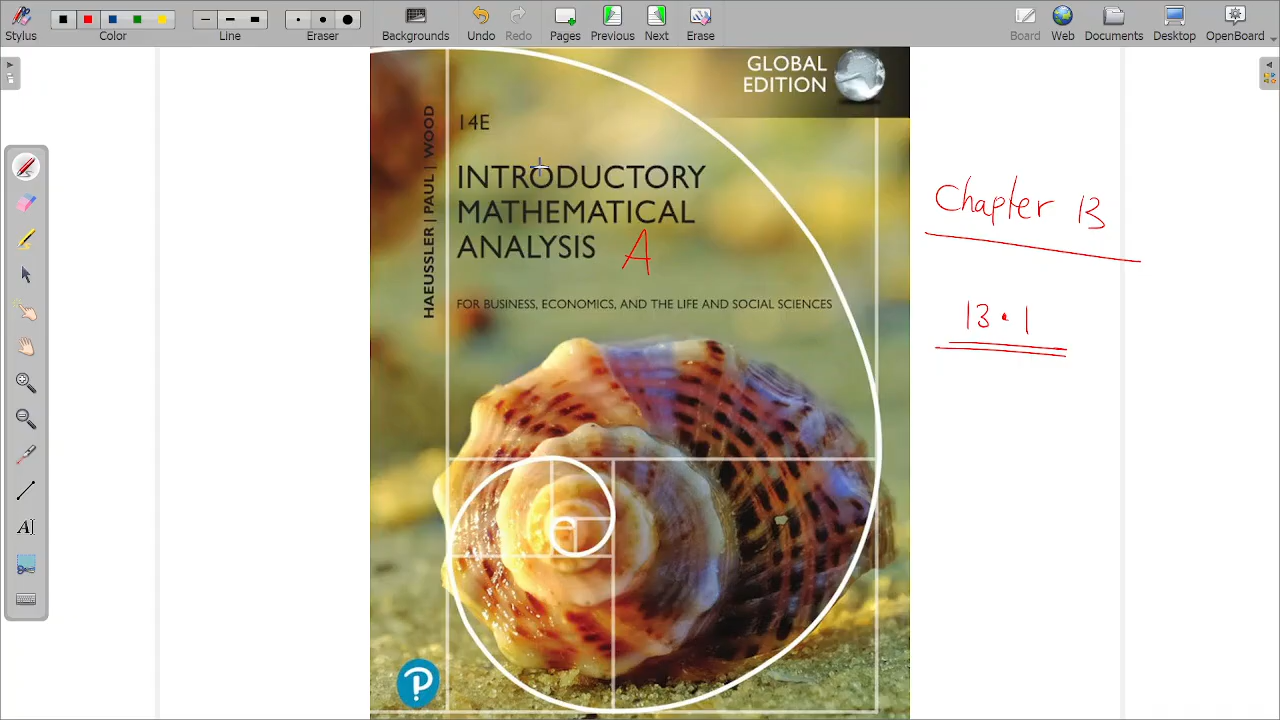 Stylus
Color
Line
Eraser
Backgrounds
Undo
Redo
Pages
Previous
Next
Erase
Board
Web
Documents
Desktop
OpenBoard
GLOBAL
EDITION
14E
HAEUSSLER | PAUL | WOOD
INTRODUCTORY
MATHEMATICAL
ANALYSIS A
FOR BUSINESS, ECONOMICS, AND THE LIFE AND SOCIAL SCIENCES
Chapter 13
13.1